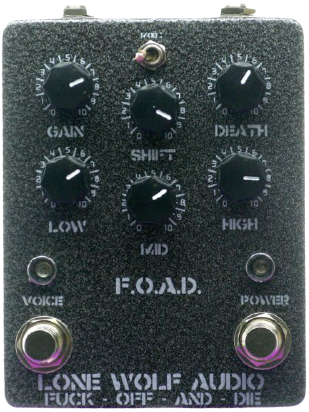 GAIN
DEATH
SHIFT
LOW
HIGH
MID
F.O.A.D.
VOICE
POWER
LONE WOLF AUDIO
FUCK - OFF - AND - DIE